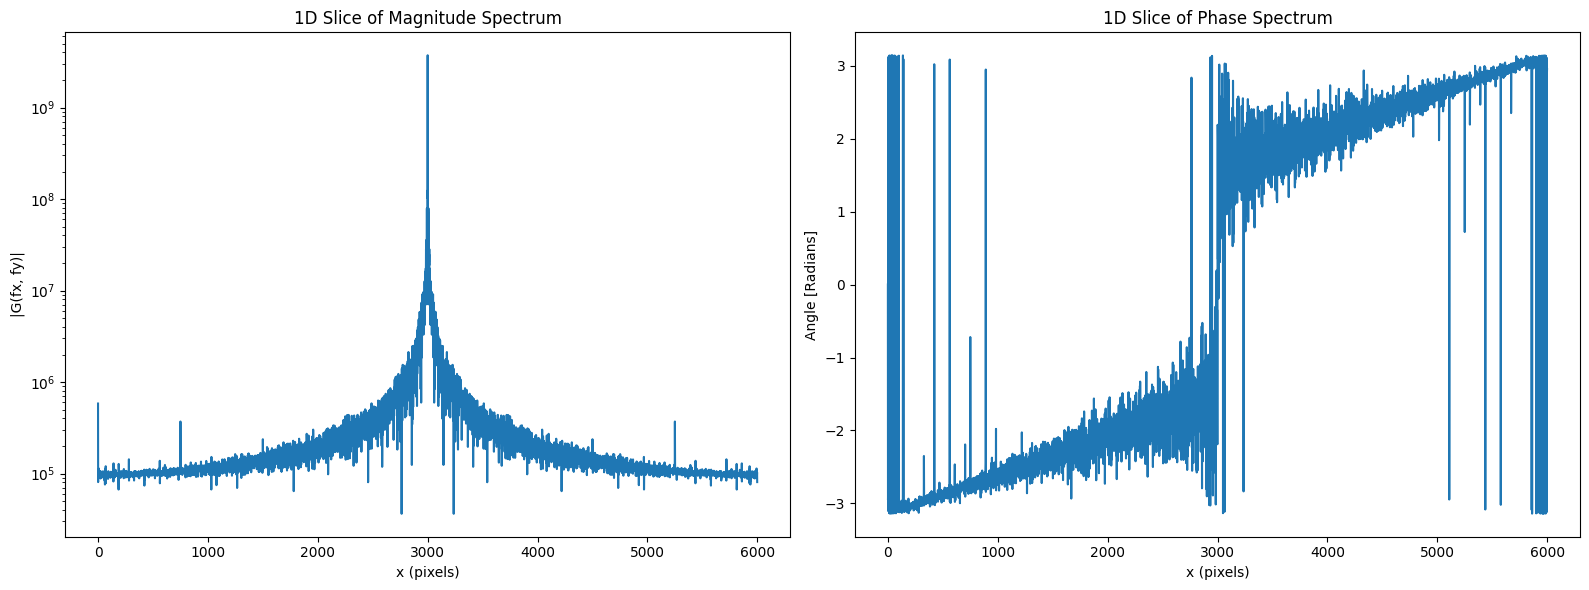 1D Slice of Magnitude Spectrum
|G(fx, fy)|
10⁹
10⁸
10⁷
10⁶
10⁵
0 1000 2000 3000 4000 5000 6000
x (pixels)
1D Slice of Phase Spectrum
Angle [Radians]
3
2
1
0
−1
−2
−3
0 1000 2000 3000 4000 5000 6000
x (pixels)